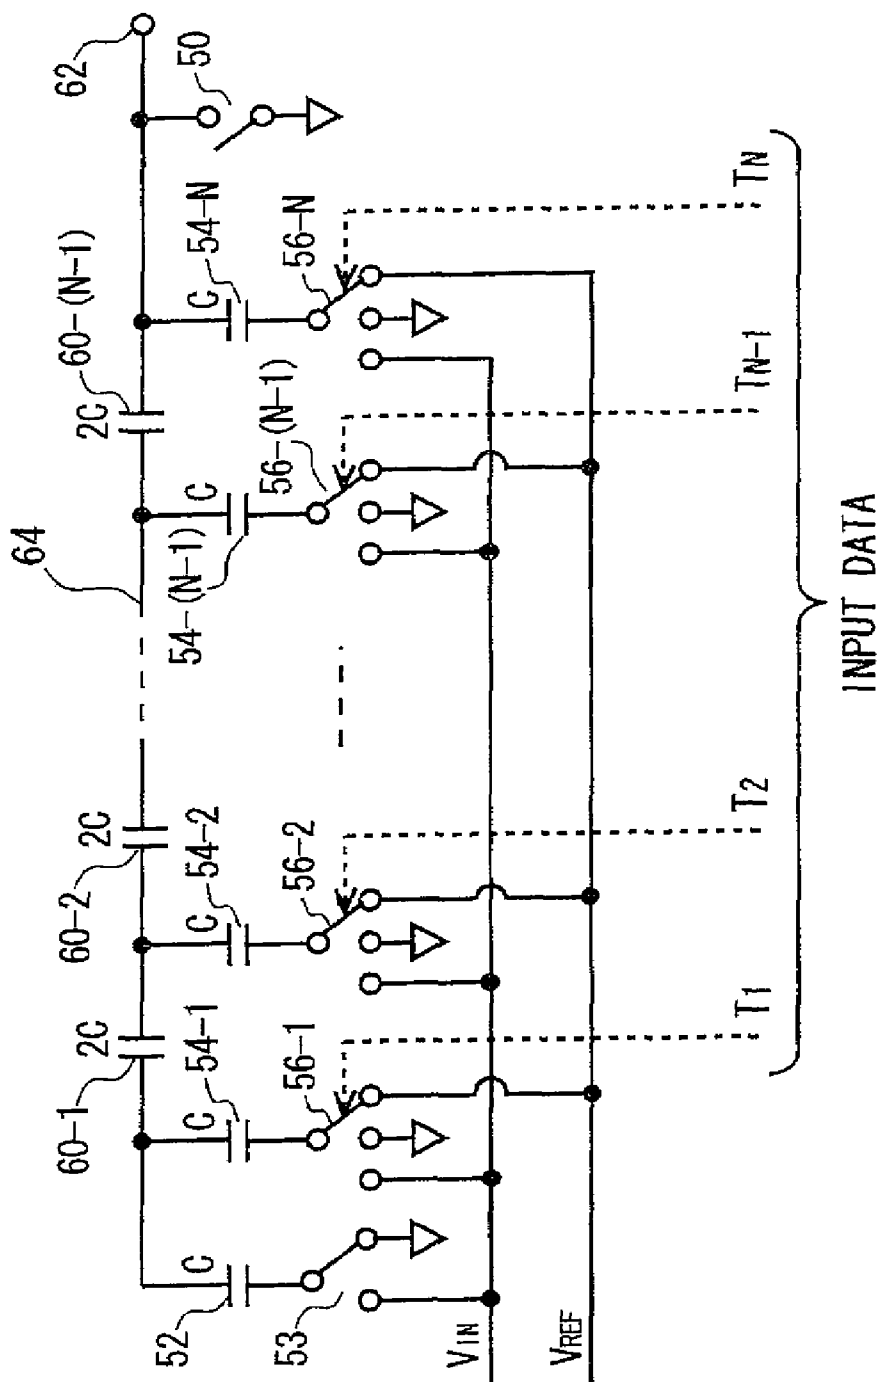 62
50
60-(N-1)
54-N
56-N
TN
C
2C
56-(N-1)
TN-1
C
64
54-(N-1)
INPUT DATA
2C
54-2
56-2
T2
60-2
C
2C
54-1
56-1
T1
60-1
C
C
52
53
VIN
VREF